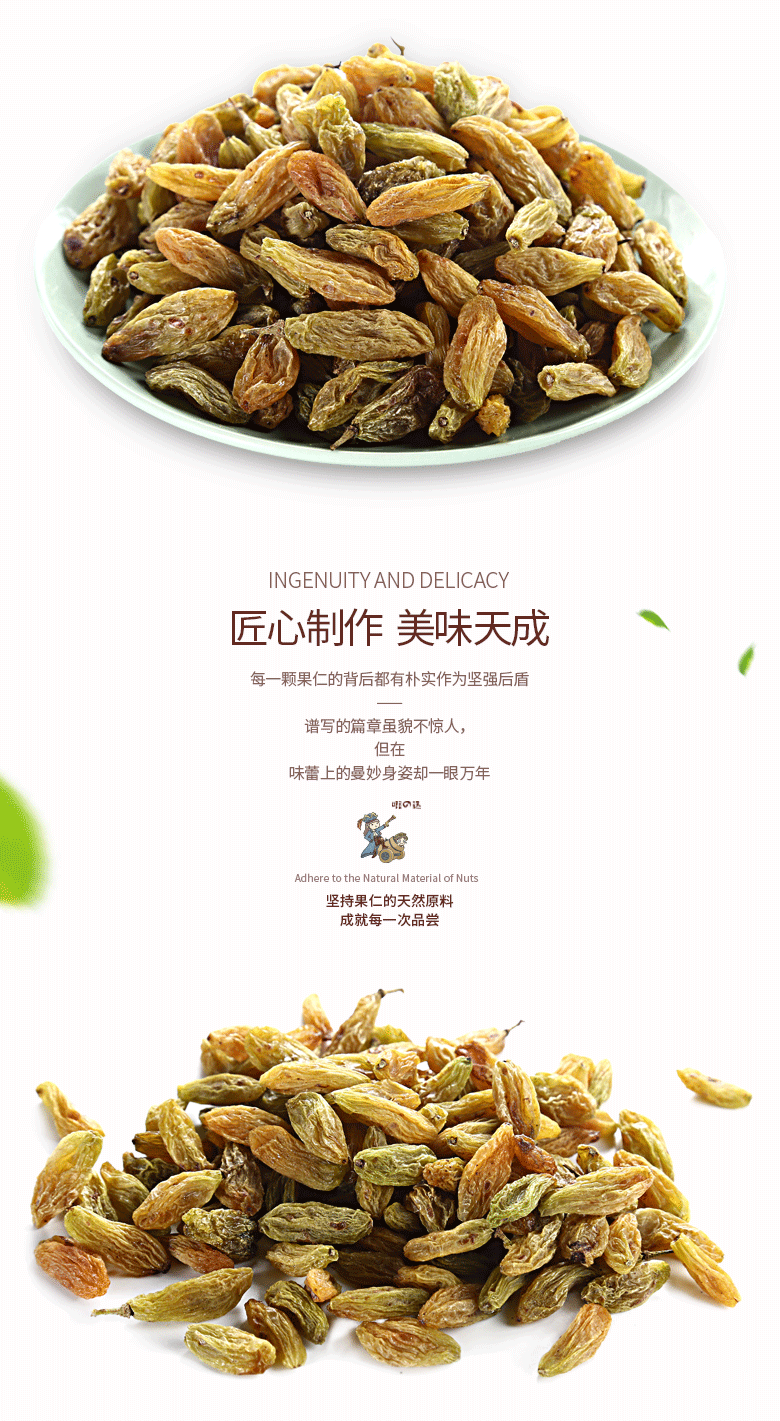 INGENUITY AND DELICACY
匠心制作 美味天成
每一颗果仁的背后都有朴实作为坚强后盾
谱写的篇章虽貌不惊人，
但在
味蕾上的曼妙身姿却一眼万年
Adhere to the Natural Material of Nuts
坚持果仁的天然原料
成就每一次品尝